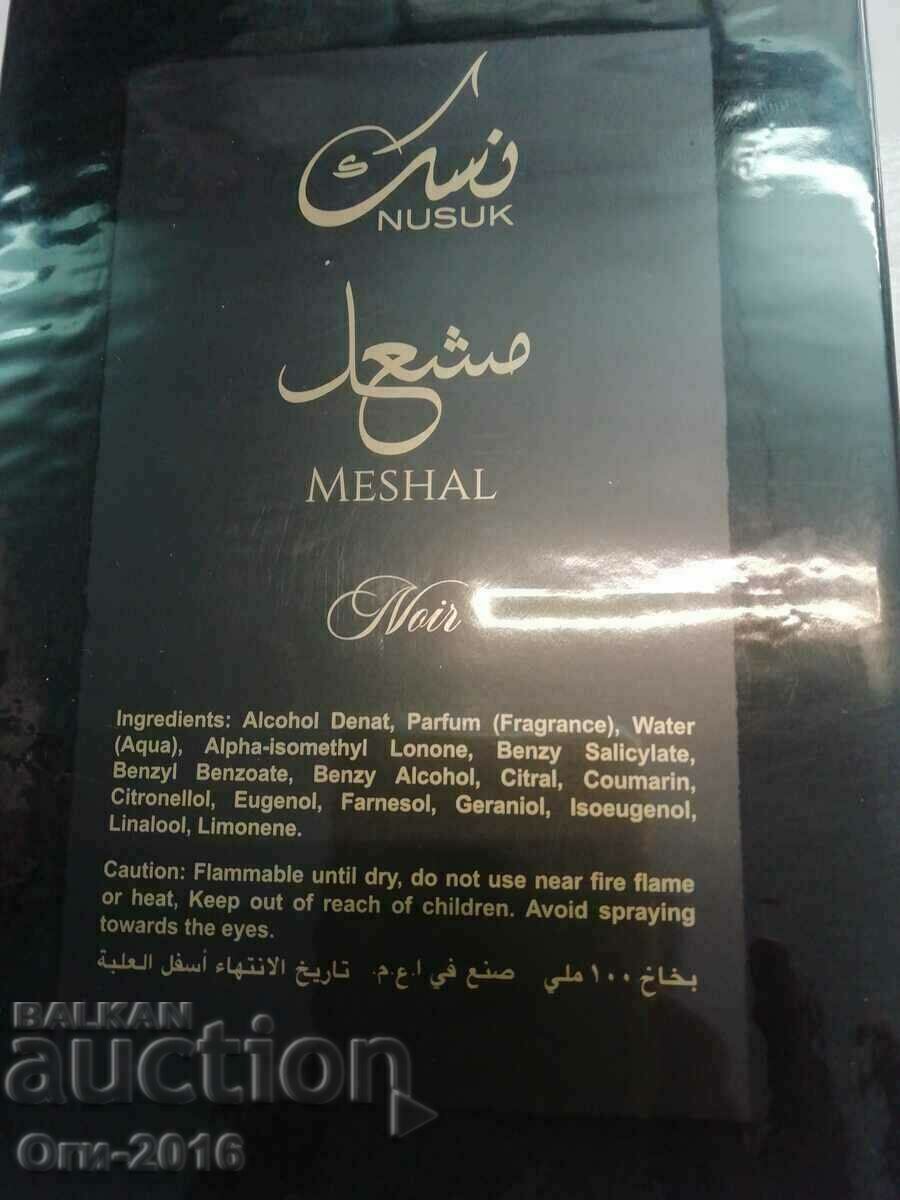 نسك
NUSUK
مشعل
MESHAL
Noir
Ingredients: Alcohol Denat, Parfum (Fragrance), Water
(Aqua), Alpha-isomethyl Lonone, Benzy Salicylate,
Benzyl Benzoate, Benzy Alcohol, Citral, Coumarin,
Citronellol, Eugenol, Farnesol, Geraniol, Isoeugenol,
Linalool, Limonene.
Caution: Flammable until dry, do not use near fire flame
or heat, Keep out of reach of children. Avoid spraying
towards the eyes.
بخاخ ١٠٠ ملي صنع في ا.ع.م. تاريخ الانتهاء أسفل العلبة
BALKAN
auction
Оги-2016